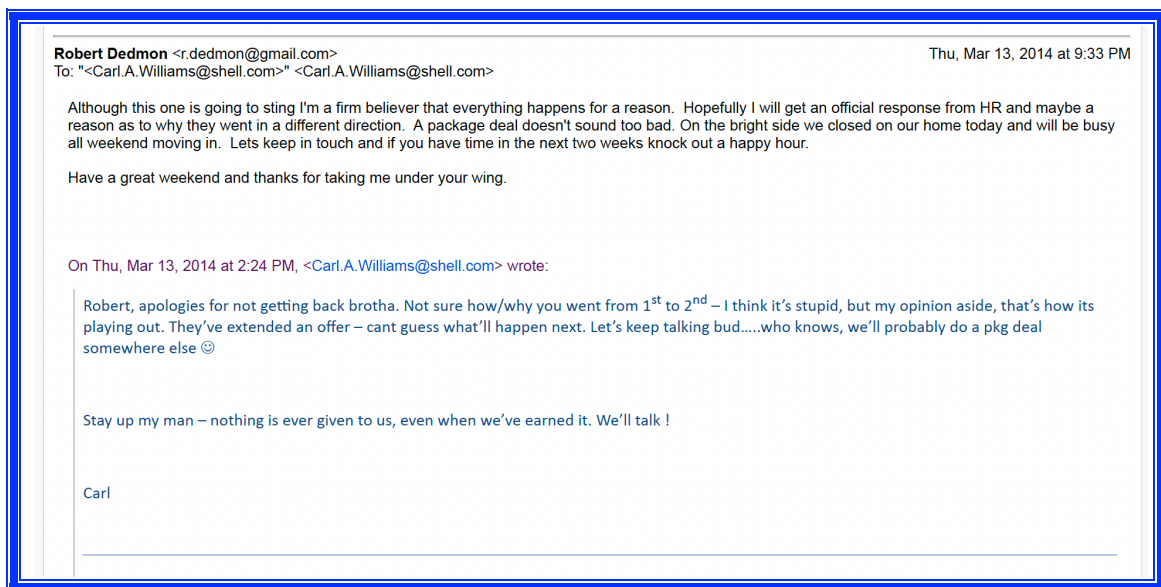 Robert Dedmon <r.dedmon@gmail.com> Thu, Mar 13, 2014 at 9:33 PM
To: "<Carl.A.Williams@shell.com>" <Carl.A.Williams@shell.com>
Although this one is going to sting I'm a firm believer that everything happens for a reason.  Hopefully I will get an official response from HR and maybe a
reason as to why they went in a different direction.  A package deal doesn't sound too bad. On the bright side we closed on our home today and will be busy
all weekend moving in.  Lets keep in touch and if you have time in the next two weeks knock out a happy hour.
Have a great weekend and thanks for taking me under your wing.
On Thu, Mar 13, 2014 at 2:24 PM, <Carl.A.Williams@shell.com> wrote:
Robert, apologies for not getting back brotha. Not sure how/why you went from 1st to 2nd – I think it's stupid, but my opinion aside, that's how its
playing out. They've extended an offer – cant guess what'll happen next. Let's keep talking bud…..who knows, we'll probably do a pkg deal
somewhere else ☺
Stay up my man – nothing is ever given to us, even when we've earned it. We'll talk !
Carl